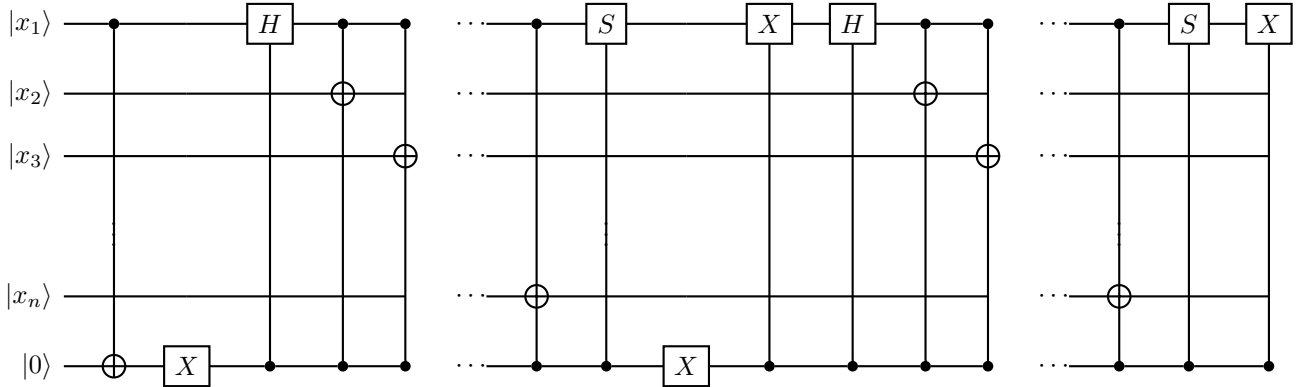 |x₁⟩ H ··· S X H ··· S X
|x₂⟩ ··· ···
|x₃⟩ ··· ···
⋮ ⋮ ⋮
|xₙ⟩ ··· ···
|0⟩ X ··· X ···